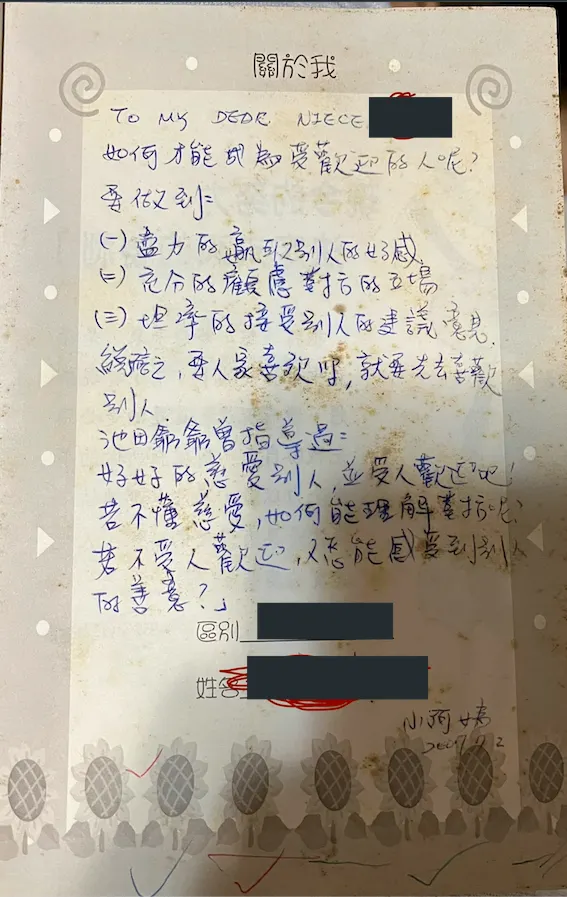 關於我
TO MY DEDR NIECE
如何才能成為受歡迎的人呢?
要做到=
(一) 盡力的贏取別人的好感
(二) 充分的顧慮對方的立場
(三) 坦率的接受別人的建議意見.
總之, 要人家喜歡你, 就要先去喜歡
別人.
池田爺爺曾指導過=
好好的慈愛別人, 並受人歡迎吧!
若不懂慈愛, 如何能理解對方呢?
若不受人歡迎, 又怎能感受到別人
的善意?」
區別
姓名
小阿姨